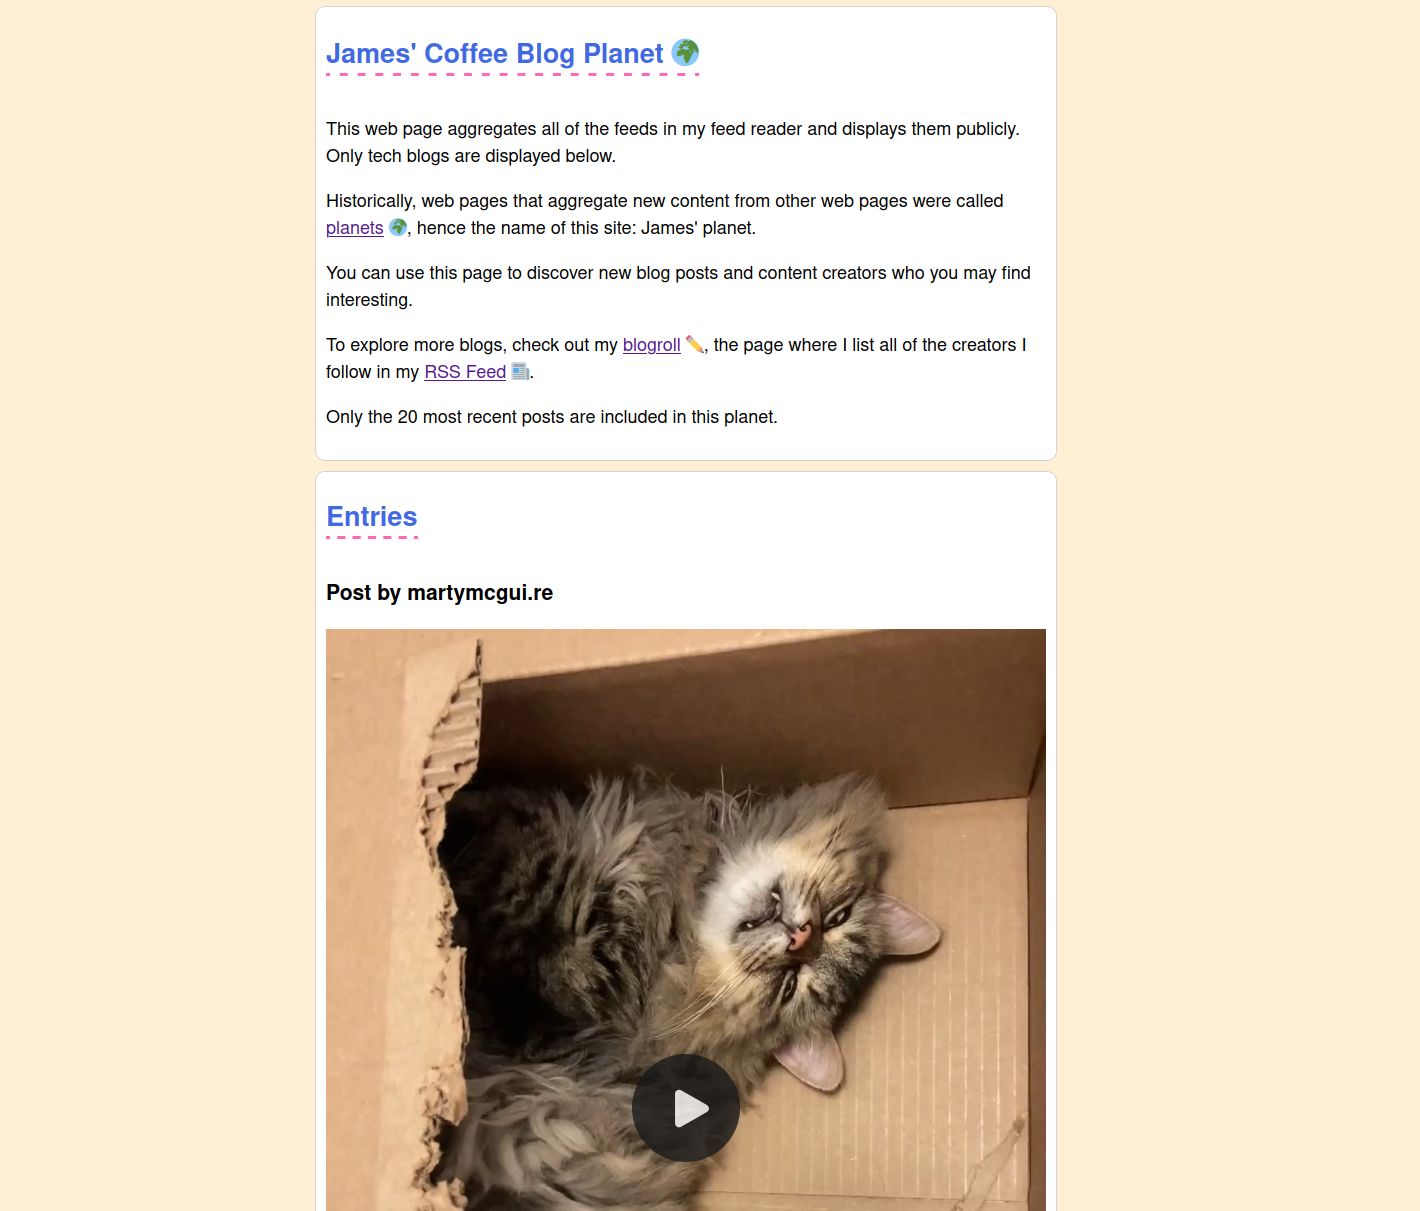 James' Coffee Blog Planet 🌍
This web page aggregates all of the feeds in my feed reader and displays them publicly.
Only tech blogs are displayed below.
Historically, web pages that aggregate new content from other web pages were called
planets 🌍, hence the name of this site: James' planet.
You can use this page to discover new blog posts and content creators who you may find
interesting.
To explore more blogs, check out my blogroll ✏️, the page where I list all of the creators I
follow in my RSS Feed 📰.
Only the 20 most recent posts are included in this planet.
Entries
Post by martymcgui.re